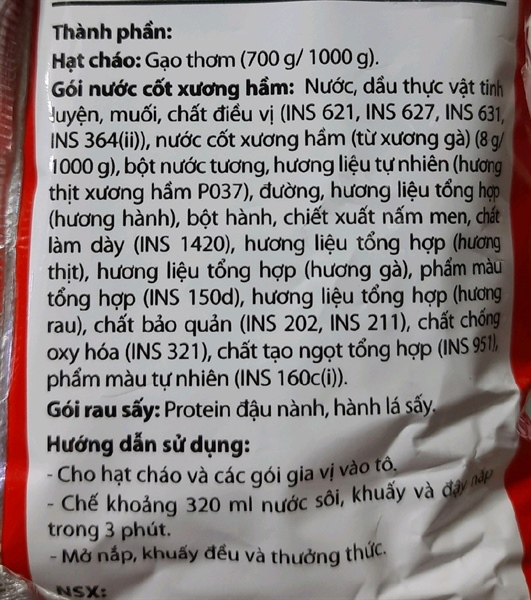 Thành phần:
Hạt cháo: Gạo thơm (700 g/ 1000 g).
Gói nước cốt xương hầm: Nước, dầu thực vật tinh
luyện, muối, chất điều vị (INS 621, INS 627, INS 631,
INS 364(ii)), nước cốt xương hầm (từ xương gà) (8 g/
1000 g), bột nước tương, hương liệu tự nhiên (hương
thịt xương hầm P037), đường, hương liệu tổng hợp
(hương hành), bột hành, chiết xuất nấm men, chất
làm dày (INS 1420), hương liệu tổng hợp (hương
thịt), hương liệu tổng hợp (hương gà), phẩm màu
tổng hợp (INS 150d), hương liệu tổng hợp (hương
rau), chất bảo quản (INS 202, INS 211), chất chống
oxy hóa (INS 321), chất tạo ngọt tổng hợp (INS 951),
phẩm màu tự nhiên (INS 160c(i)).
Gói rau sấy: Protein đậu nành, hành lá sấy.
Hướng dẫn sử dụng:
- Cho hạt cháo và các gói gia vị vào tô.
- Chế khoảng 320 ml nước sôi, khuấy và đậy nắp
trong 3 phút.
- Mở nắp, khuấy đều và thưởng thức.
NSX: